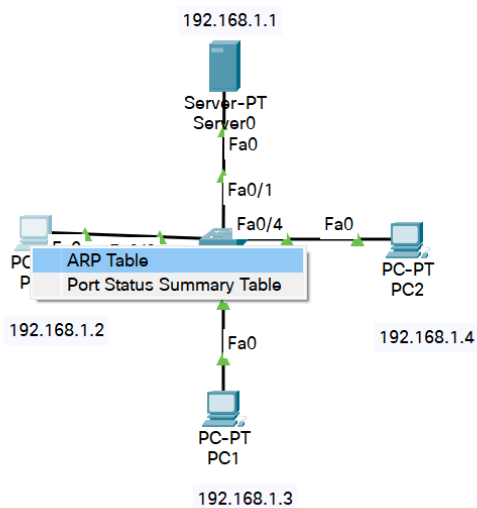 192.168.1.1
Server-PT
Server0
Fa0
Fa0/1
Fa0/4
Fa0
ARP Table
Port Status Summary Table
PC-PT
PC2
192.168.1.2
192.168.1.4
Fa0
PC-PT
PC1
192.168.1.3